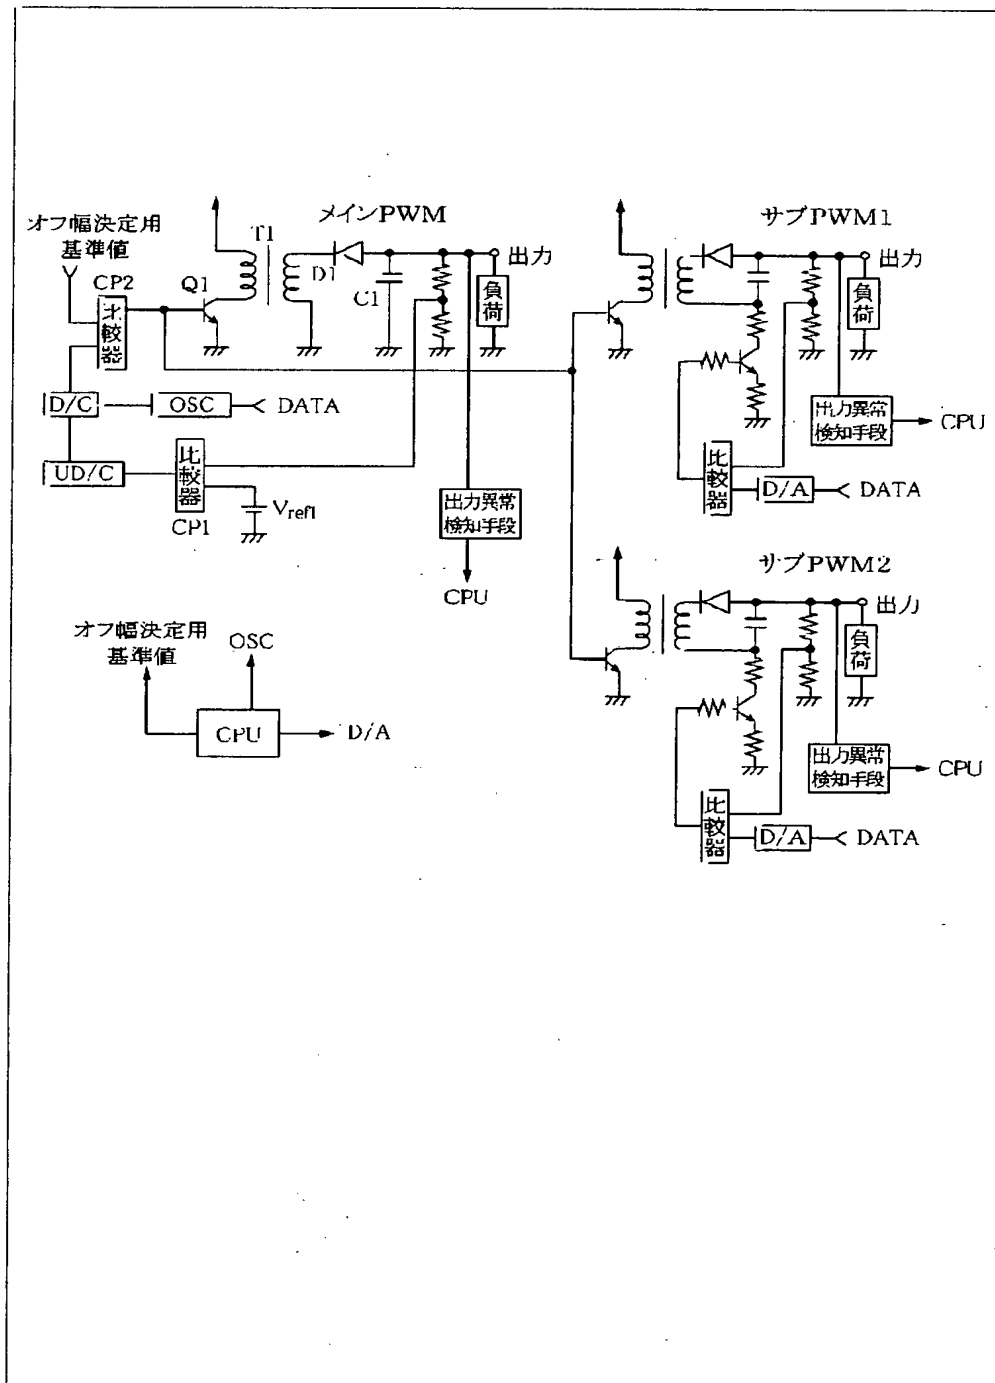 メインPWM
オフ幅決定用
基準値
CP2
比較器
Q1
T1
D1
C1
出力
負荷
D/C
OSC
DATA
UD/C
比較器
CP1
Vref1
出力異常
検知手段
CPU
サブPWM1
出力
負荷
出力異常
検知手段
CPU
比較器
D/A
DATA
サブPWM2
出力
負荷
出力異常
検知手段
CPU
比較器
D/A
DATA
オフ幅決定用
基準値
OSC
CPU
D/A